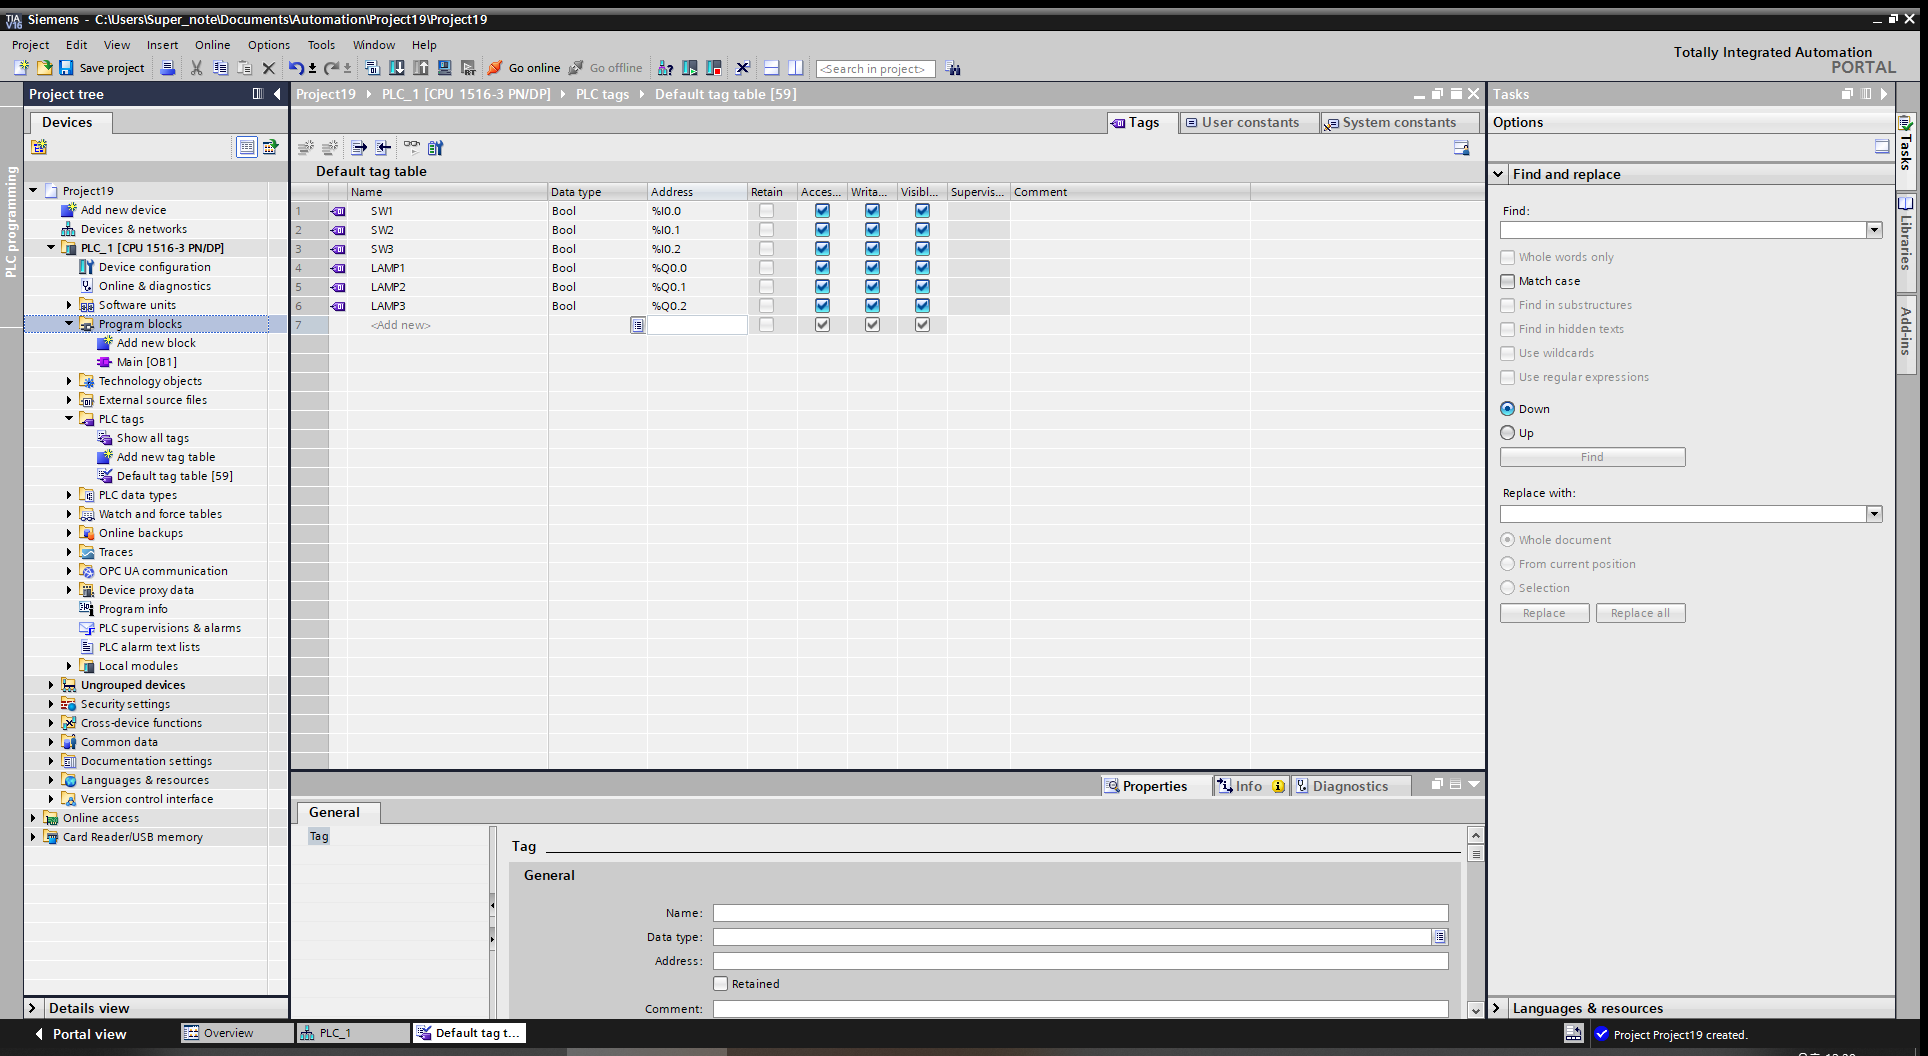 Siemens - C:\Users\Super_note\Documents\Automation\Project19\Project19
Project Edit View Insert Online Options Tools Window Help
Totally Integrated Automation
PORTAL
Save project Go online Go offline <Search in project>
PLC programming
Project tree
Devices
Project19
Add new device
Devices & networks
PLC_1 [CPU 1516-3 PN/DP]
Device configuration
Online & diagnostics
Software units
Program blocks
Add new block
Main [OB1]
Technology objects
External source files
PLC tags
Show all tags
Add new tag table
Default tag table [59]
PLC data types
Watch and force tables
Online backups
Traces
OPC UA communication
Device proxy data
Program info
PLC supervisions & alarms
PLC alarm text lists
Local modules
Ungrouped devices
Security settings
Cross-device functions
Common data
Documentation settings
Languages & resources
Version control interface
Online access
Card Reader/USB memory
Details view
Project19 PLC_1 [CPU 1516-3 PN/DP] PLC tags Default tag table [59]
Tags User constants System constants
Default tag table
Name Data type Address Retain Acces... Writa... Visibl... Supervis... Comment
1 SW1 Bool %I0.0
2 SW2 Bool %I0.1
3 SW3 Bool %I0.2
4 LAMP1 Bool %Q0.0
5 LAMP2 Bool %Q0.1
6 LAMP3 Bool %Q0.2
7 <Add new>
Properties Info Diagnostics
General
Tag
Tag
General
Name:
Data type:
Address:
Retained
Comment:
Tasks
Options
Find and replace
Find:
Whole words only
Match case
Find in substructures
Find in hidden texts
Use wildcards
Use regular expressions
Down
Up
Find
Replace with:
Whole document
From current position
Selection
Replace Replace all
Languages & resources
Tasks
Libraries
Add-ins
Portal view Overview PLC_1 Default tag t... Project Project19 created.